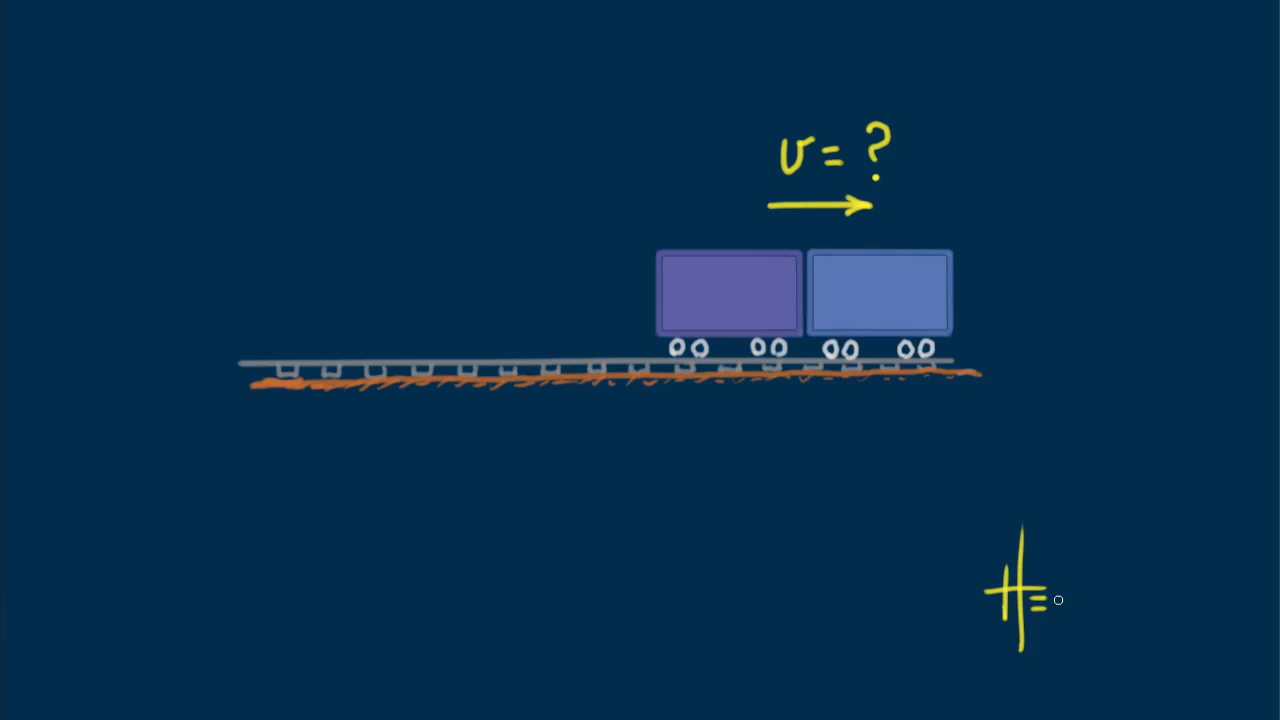 v = ?